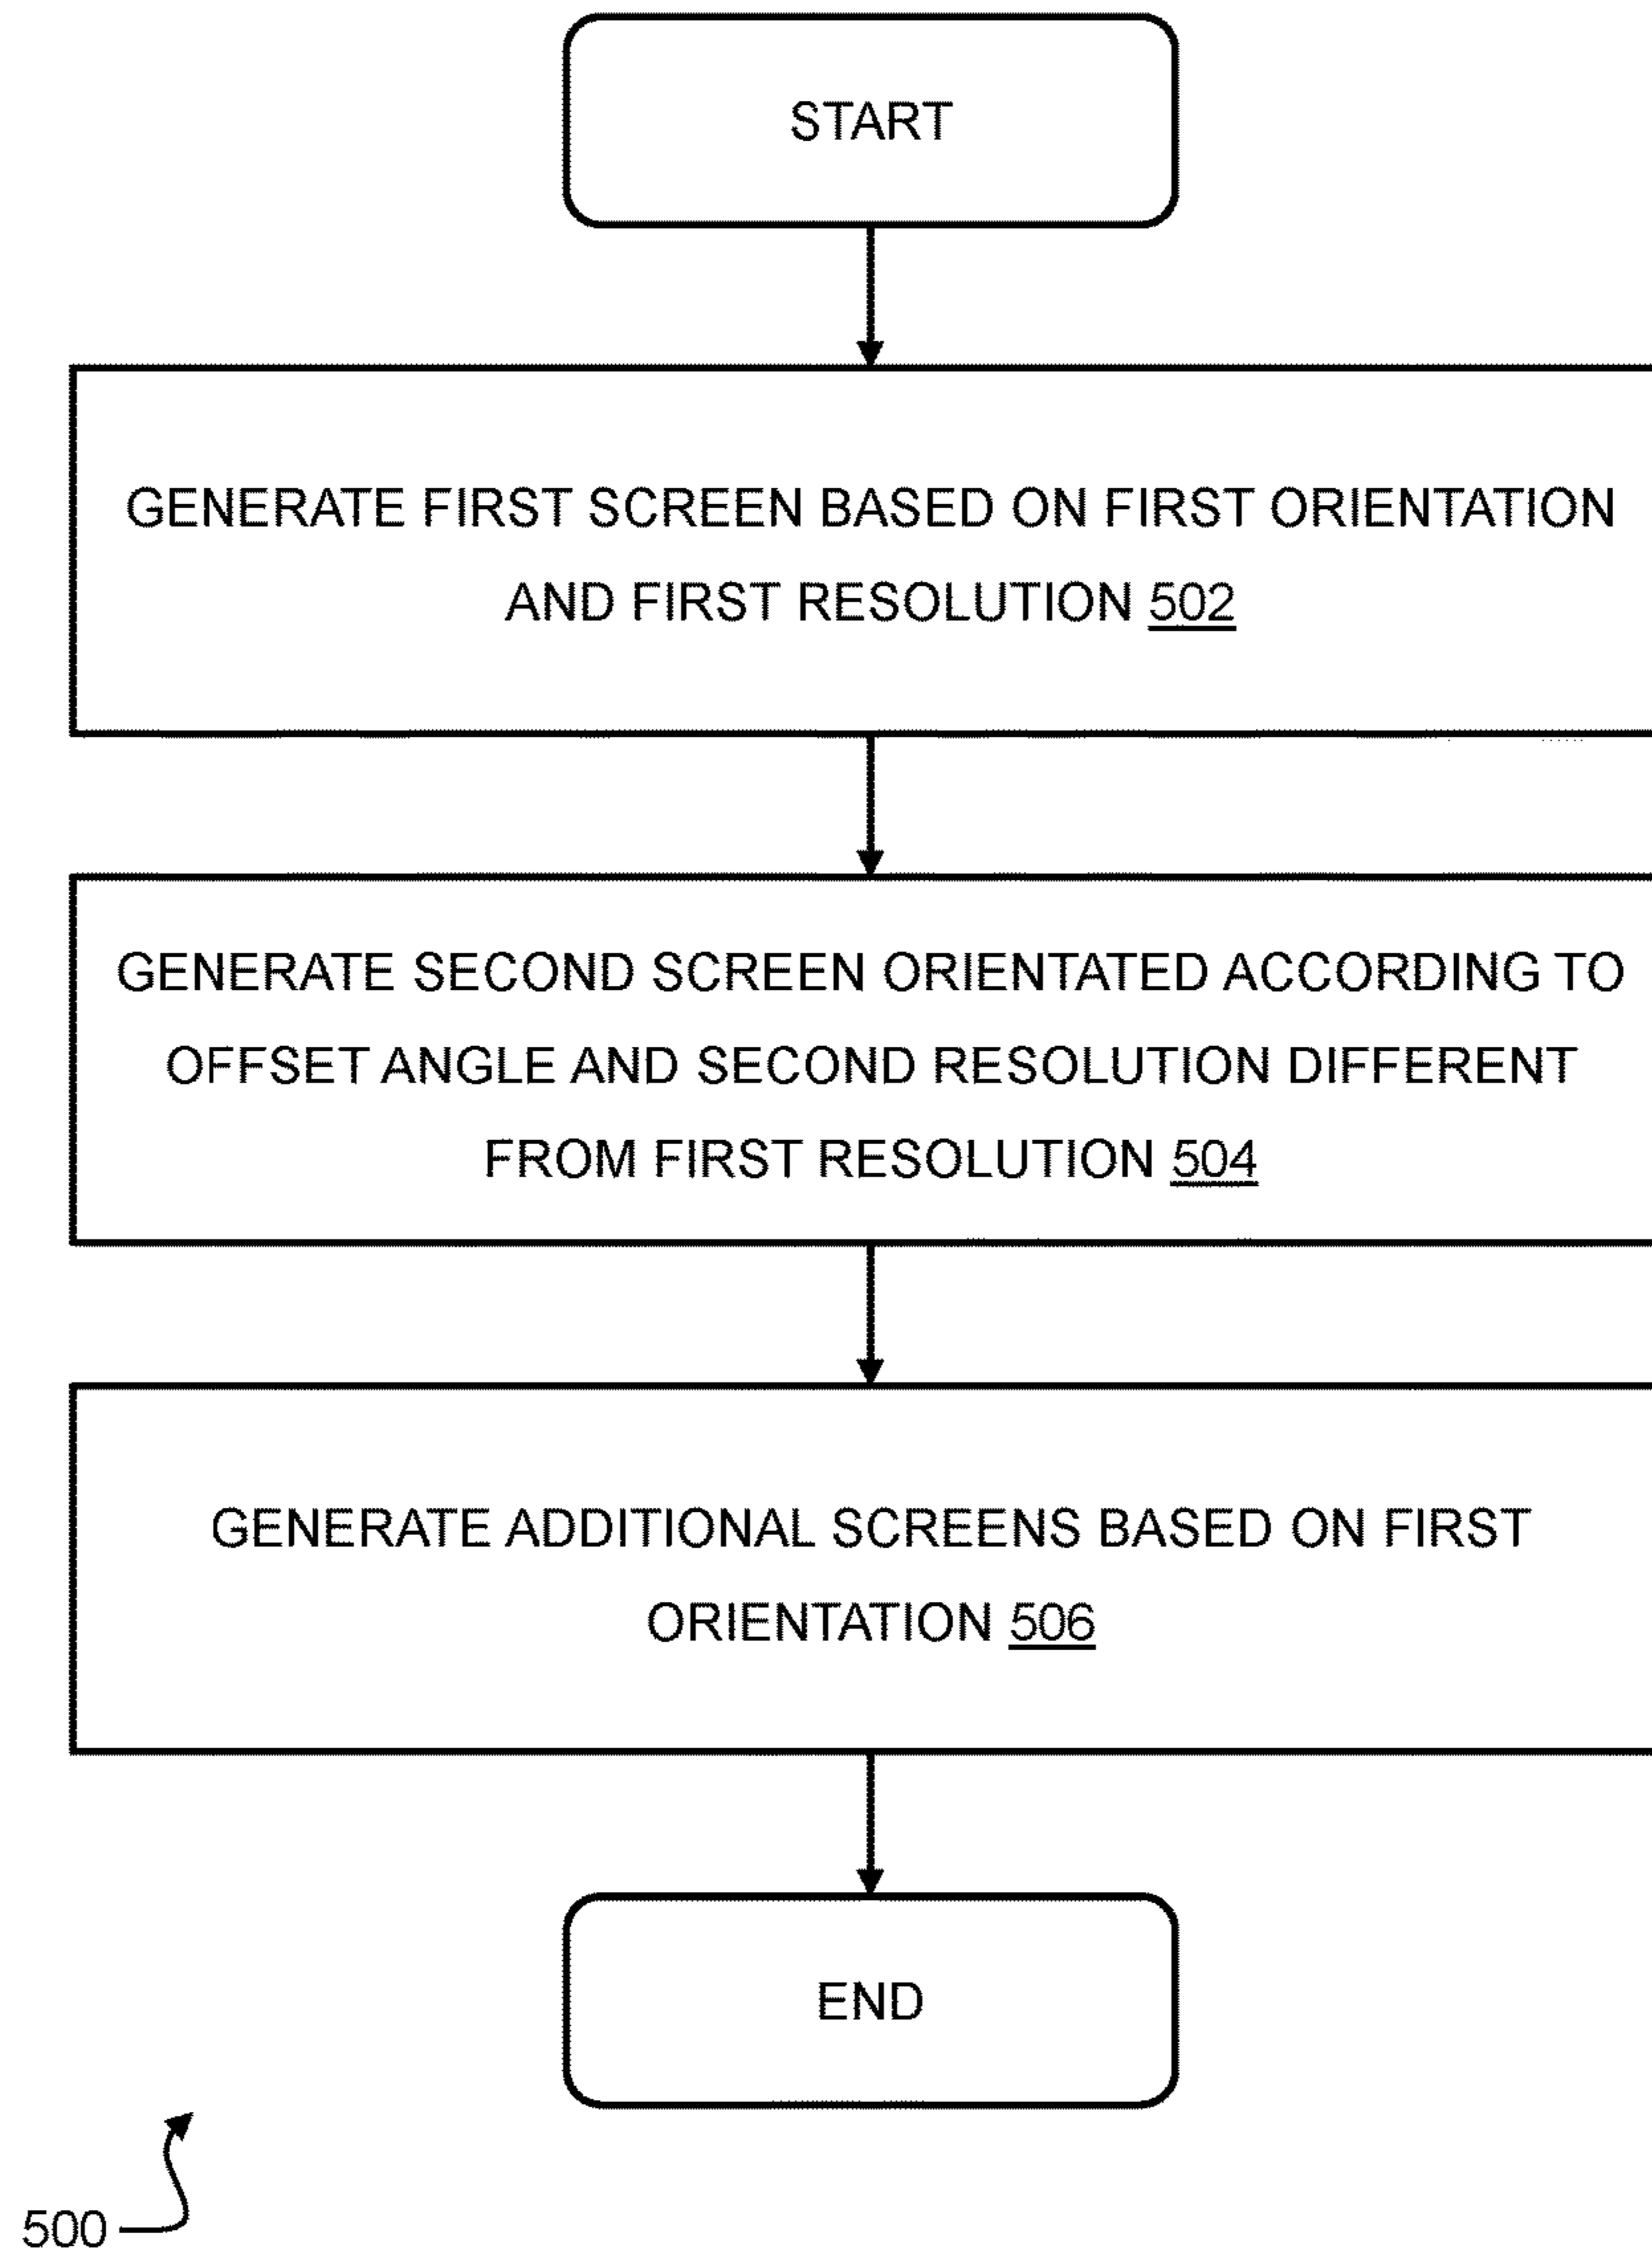 START
GENERATE FIRST SCREEN BASED ON FIRST ORIENTATION
AND FIRST RESOLUTION 502
GENERATE SECOND SCREEN ORIENTATED ACCORDING TO
OFFSET ANGLE AND SECOND RESOLUTION DIFFERENT
FROM FIRST RESOLUTION 504
GENERATE ADDITIONAL SCREENS BASED ON FIRST
ORIENTATION 506
END
500